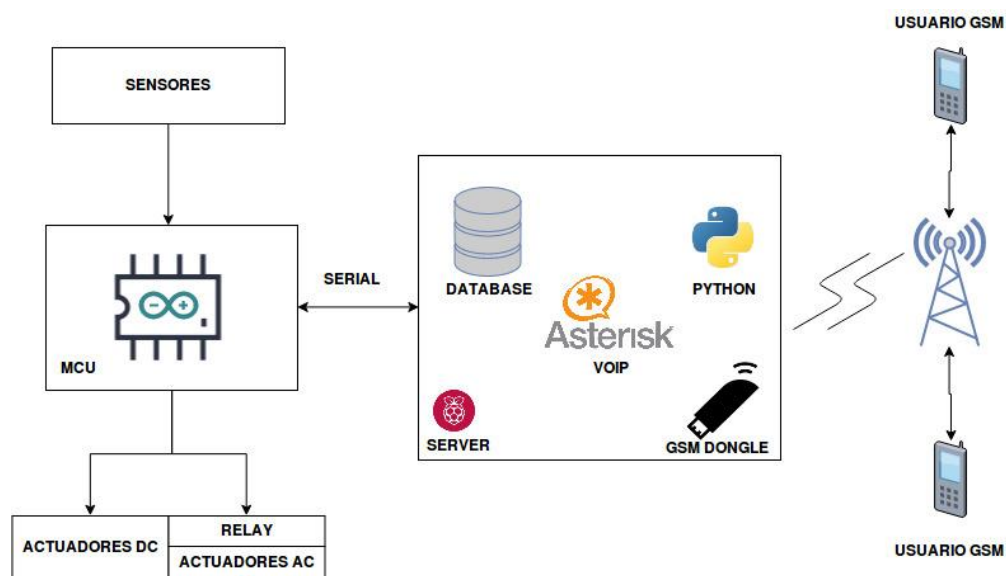 USUARIO GSM
SENSORES
SERIAL
MCU
DATABASE
PYTHON
Asterisk
VOIP
SERVER
GSM DONGLE
ACTUADORES DC
RELAY
ACTUADORES AC
USUARIO GSM